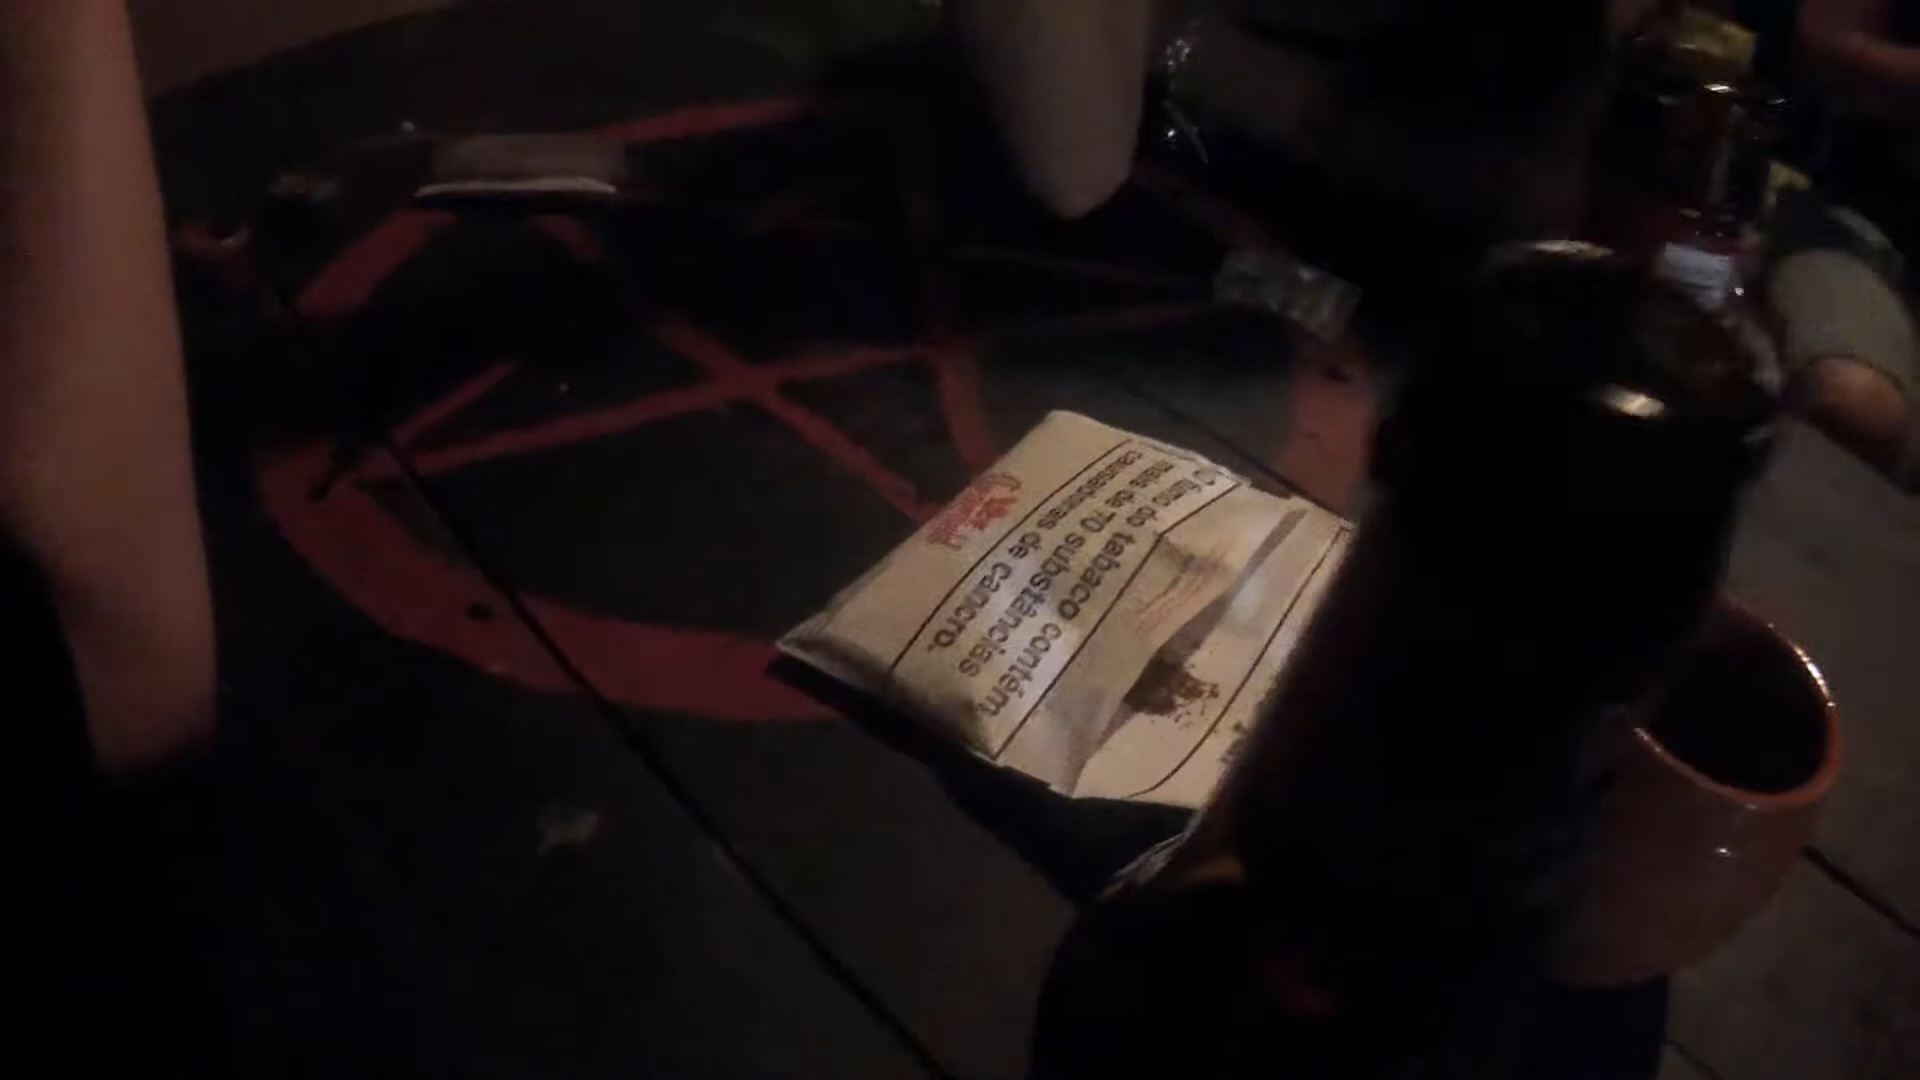 O fumo do tabaco contém
mais de 70 substâncias
causadoras de cancro.